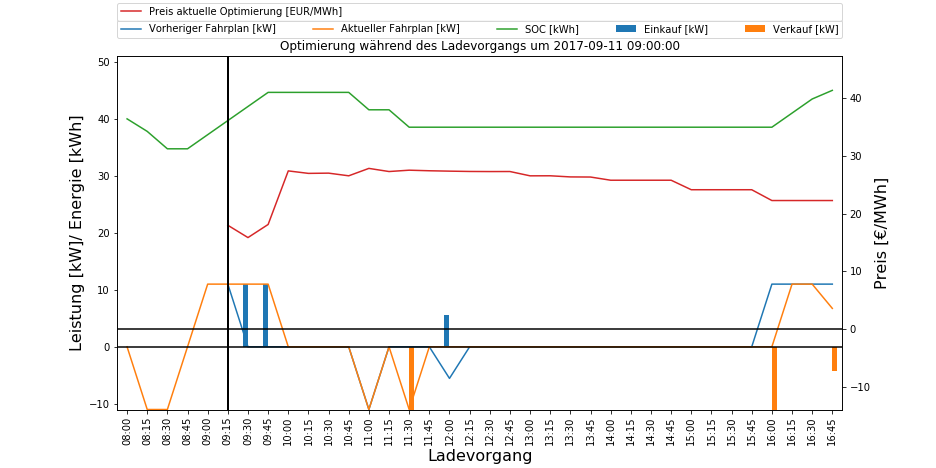 Preis aktuelle Optimierung [EUR/MWh]
Vorheriger Fahrplan [kW] Aktueller Fahrplan [kW] SOC [kWh] Einkauf [kW] Verkauf [kW]
Optimierung während des Ladevorgangs um 2017-09-11 09:00:00
Leistung [kW]/ Energie [kWh]
50
40
30
20
10
0
−10
40
30
20
10
0
−10
Preis [€/MWh]
08:00 08:15 08:30 08:45 09:00 09:15 09:30 09:45 10:00 10:15 10:30 10:45 11:00 11:15 11:30 11:45 12:00 12:15 12:30 12:45 13:00 13:15 13:30 13:45 14:00 14:15 14:30 14:45 15:00 15:15 15:30 15:45 16:00 16:15 16:30 16:45
Ladevorgang